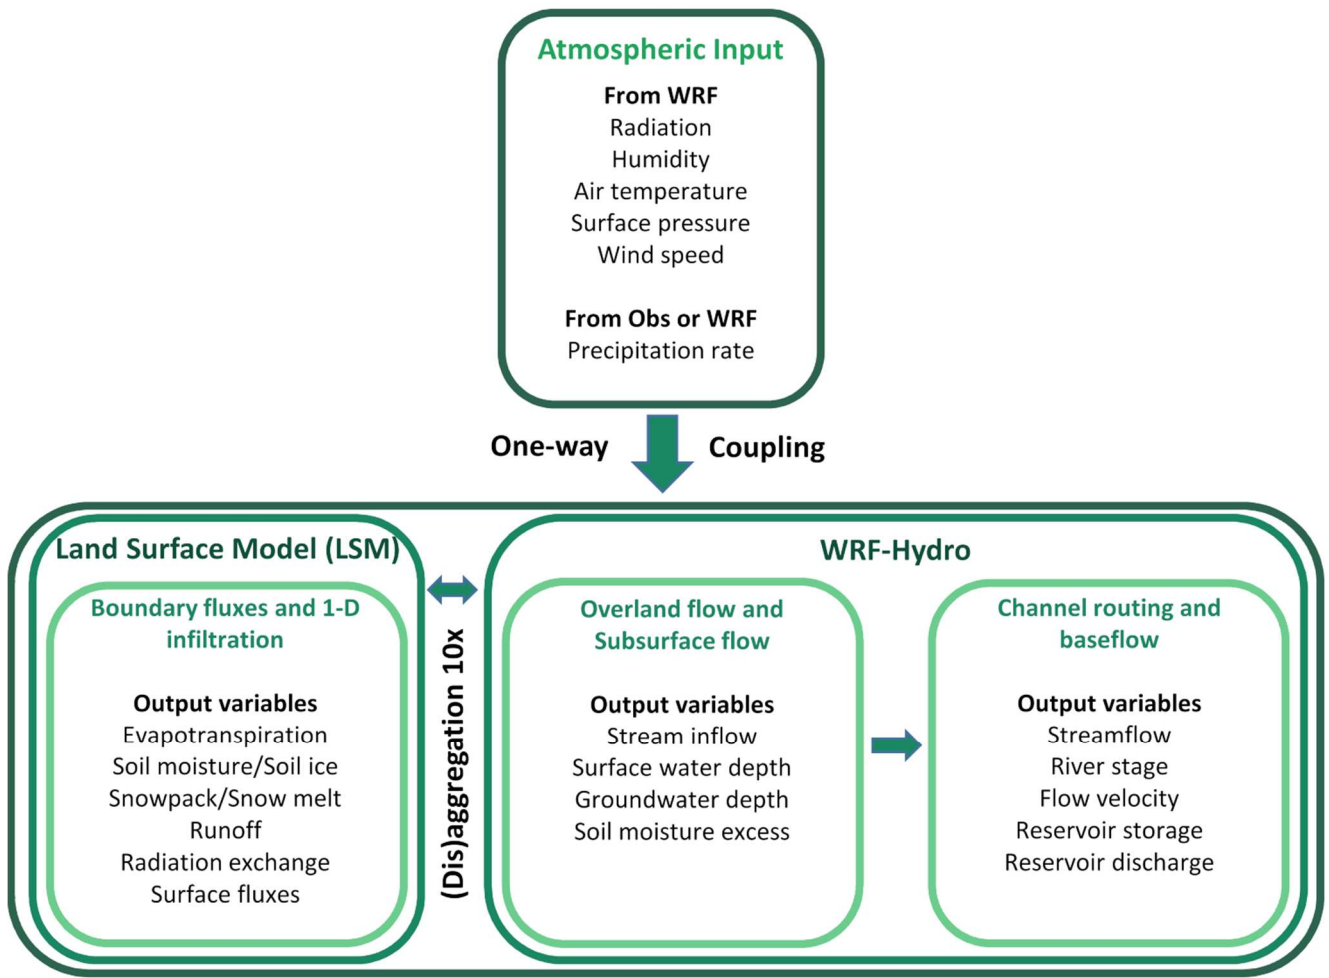 Atmospheric Input
From WRF
Radiation
Humidity
Air temperature
Surface pressure
Wind speed
From Obs or WRF
Precipitation rate
One-way Coupling
Land Surface Model (LSM)
Boundary fluxes and 1-D
infiltration
Output variables
Evapotranspiration
Soil moisture/Soil ice
Snowpack/Snow melt
Runoff
Radiation exchange
Surface fluxes
(Dis)aggregation 10x
WRF-Hydro
Overland flow and
Subsurface flow
Output variables
Stream inflow
Surface water depth
Groundwater depth
Soil moisture excess
Channel routing and
baseflow
Output variables
Streamflow
River stage
Flow velocity
Reservoir storage
Reservoir discharge